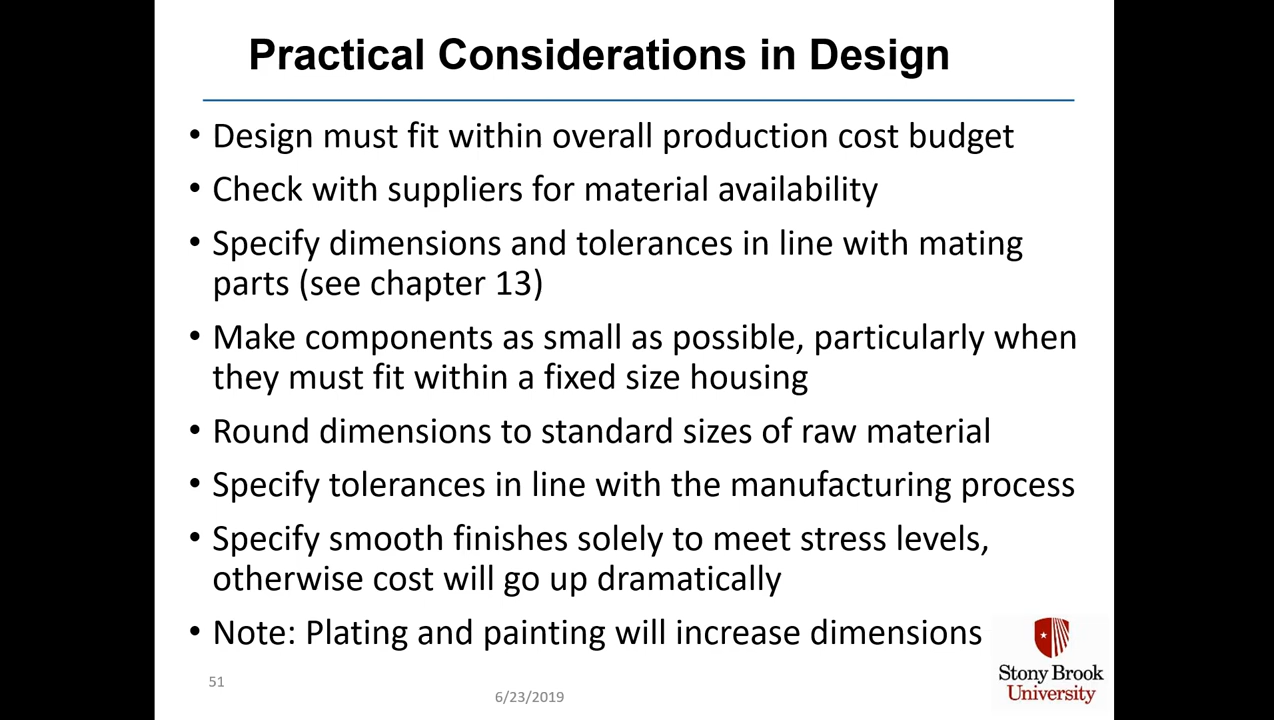 Practical Considerations in Design
• Design must fit within overall production cost budget
• Check with suppliers for material availability
• Specify dimensions and tolerances in line with mating
parts (see chapter 13)
• Make components as small as possible, particularly when
they must fit within a fixed size housing
• Round dimensions to standard sizes of raw material
• Specify tolerances in line with the manufacturing process
• Specify smooth finishes solely to meet stress levels,
otherwise cost will go up dramatically
• Note: Plating and painting will increase dimensions
Stony Brook
University
51
6/23/2019